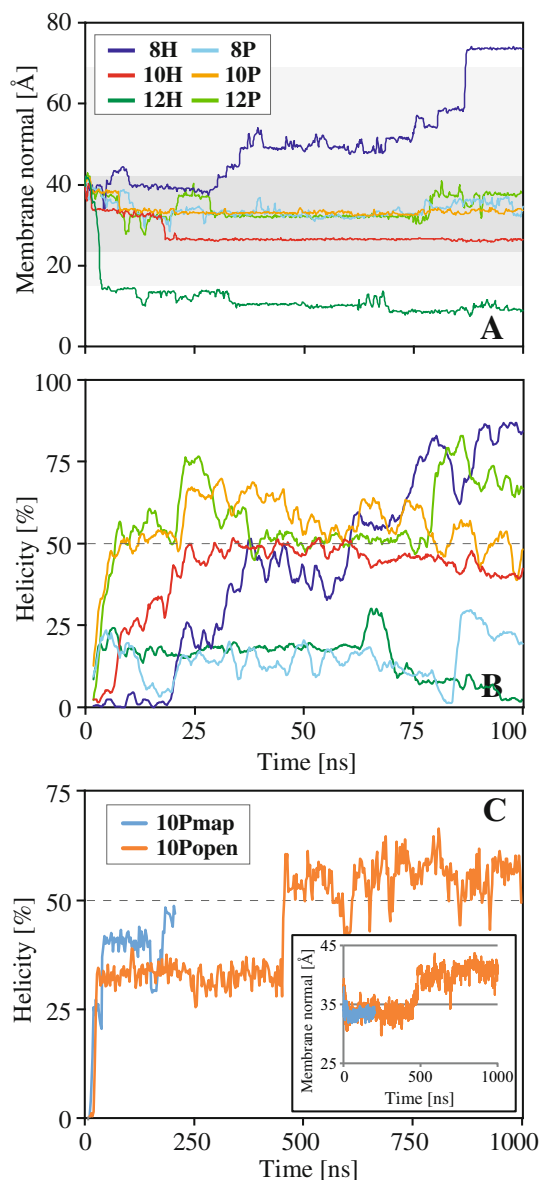 80
60
40
20
0
Membrane normal [Å]
8H 8P
10H 10P
12H 12P
A
100
75
50
25
0
Helicity [%]
B
0 25 50 75 100
Time [ns]
75
50
25
0
Helicity [%]
10Pmap
10Popen
C
45
35
25
Membrane normal [Å]
0 500 1000
Time [ns]
0 250 500 750 1000
Time [ns]